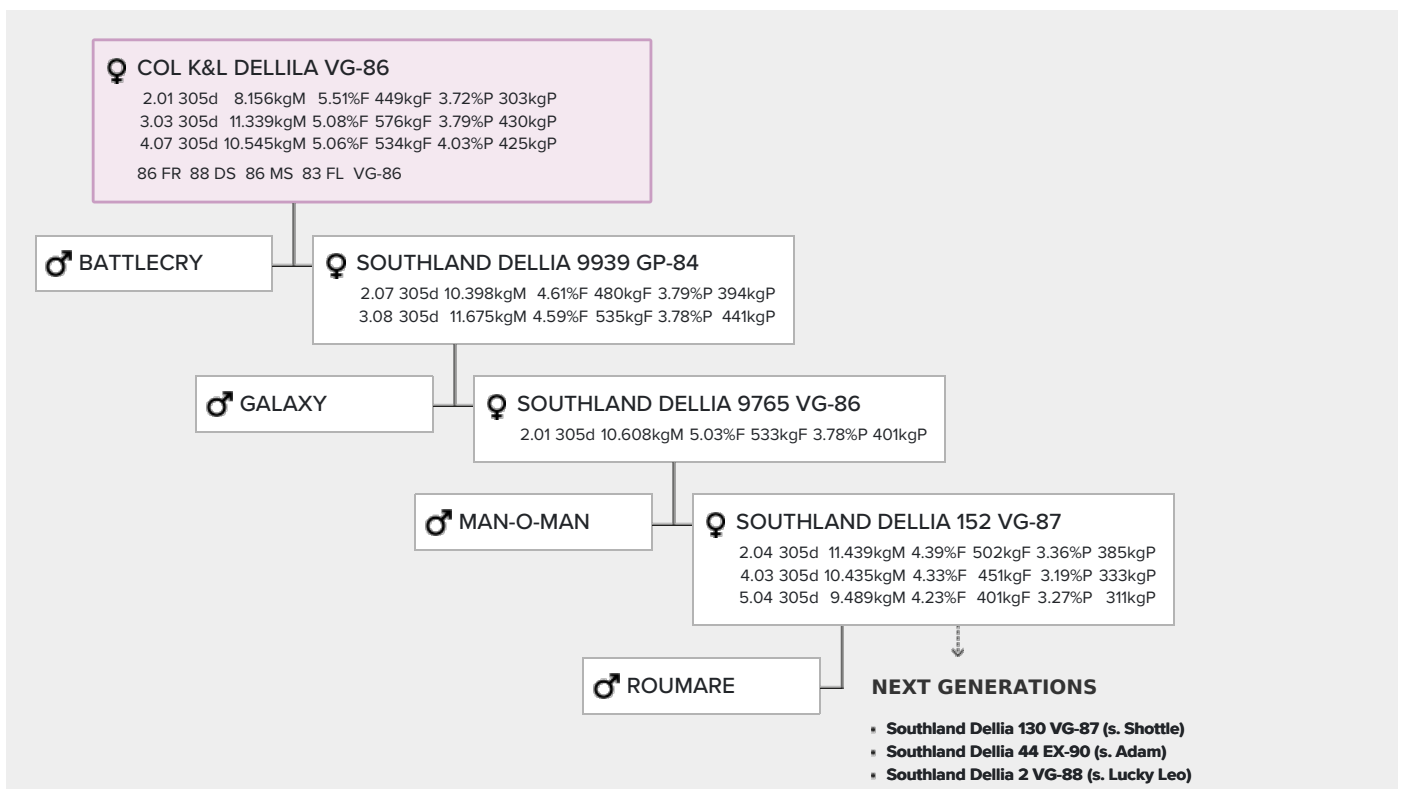 COL K&L DELLILA VG-86
2.01 305d 8.156kgM 5.51%F 449kgF 3.72%P 303kgP
3.03 305d 11.339kgM 5.08%F 576kgF 3.79%P 430kgP
4.07 305d 10.545kgM 5.06%F 534kgF 4.03%P 425kgP
86 FR 88 DS 86 MS 83 FL VG-86
BATTLECRY
SOUTHLAND DELLIA 9939 GP-84
2.07 305d 10.398kgM 4.61%F 480kgF 3.79%P 394kgP
3.08 305d 11.675kgM 4.59%F 535kgF 3.78%P 441kgP
GALAXY
SOUTHLAND DELLIA 9765 VG-86
2.01 305d 10.608kgM 5.03%F 533kgF 3.78%P 401kgP
MAN-O-MAN
SOUTHLAND DELLIA 152 VG-87
2.04 305d 11.439kgM 4.39%F 502kgF 3.36%P 385kgP
4.03 305d 10.435kgM 4.33%F 451kgF 3.19%P 333kgP
5.04 305d 9.489kgM 4.23%F 401kgF 3.27%P 311kgP
ROUMARE
NEXT GENERATIONS
Southland Dellia 130 VG-87 (s. Shottle)
Southland Dellia 44 EX-90 (s. Adam)
Southland Dellia 2 VG-88 (s. Lucky Leo)